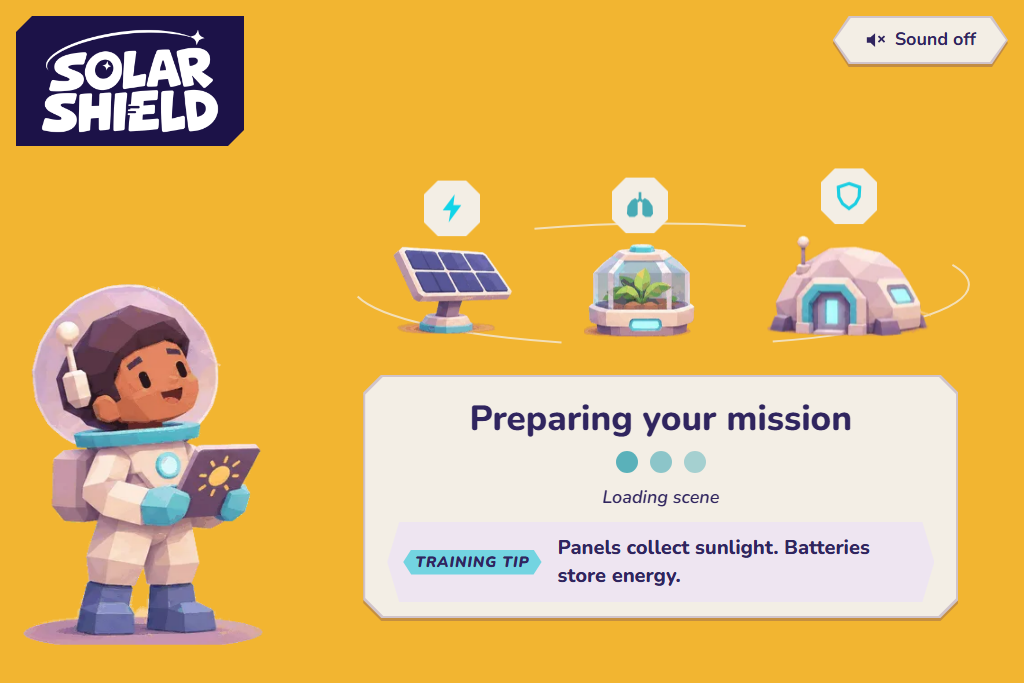 SOLAR
SHIELD
Sound off
Preparing your mission
Loading scene
TRAINING TIP
Panels collect sunlight. Batteries
store energy.